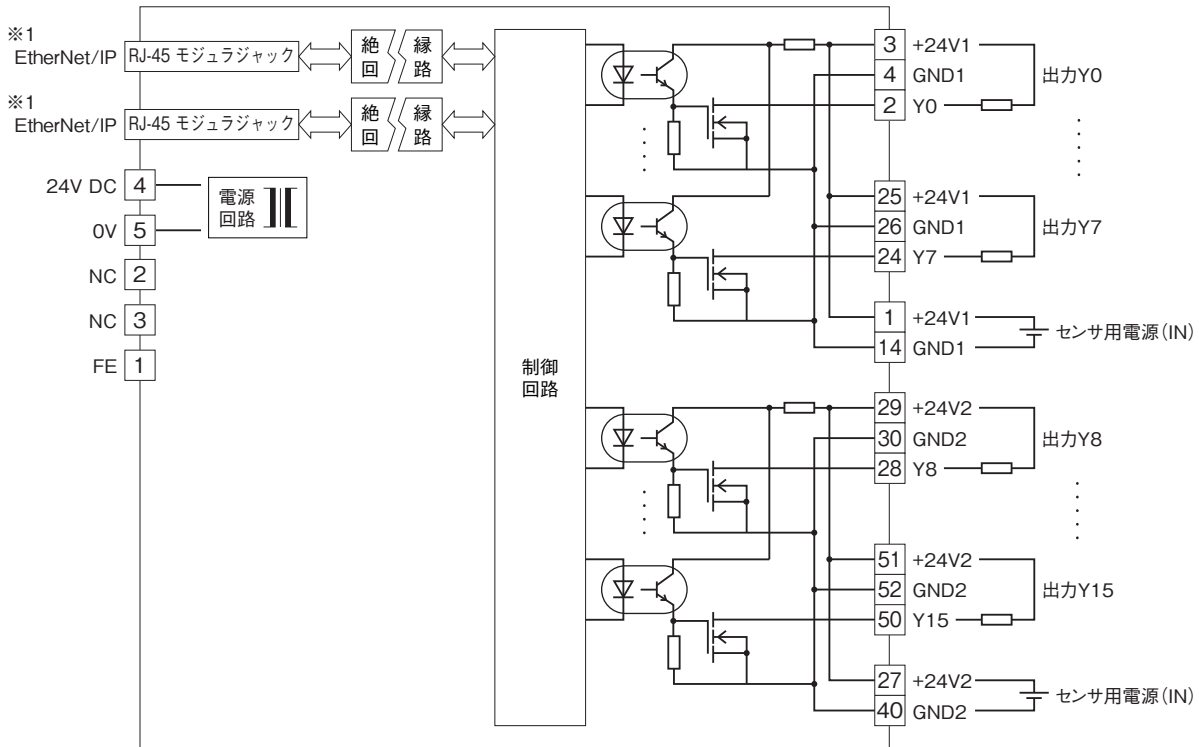 ※1
EtherNet/IP RJ-45 モジュラジャック 絶縁回路
※1
EtherNet/IP RJ-45 モジュラジャック 絶縁回路
24V DC 4
0V 5
電源
回路
NC 2
NC 3
FE 1
制御
回路
3 +24V1
4 GND1
2 Y0
出力Y0
25 +24V1
26 GND1
24 Y7
出力Y7
1 +24V1
14 GND1
センサ用電源(IN)
29 +24V2
30 GND2
28 Y8
出力Y8
51 +24V2
52 GND2
50 Y15
出力Y15
27 +24V2
40 GND2
センサ用電源(IN)